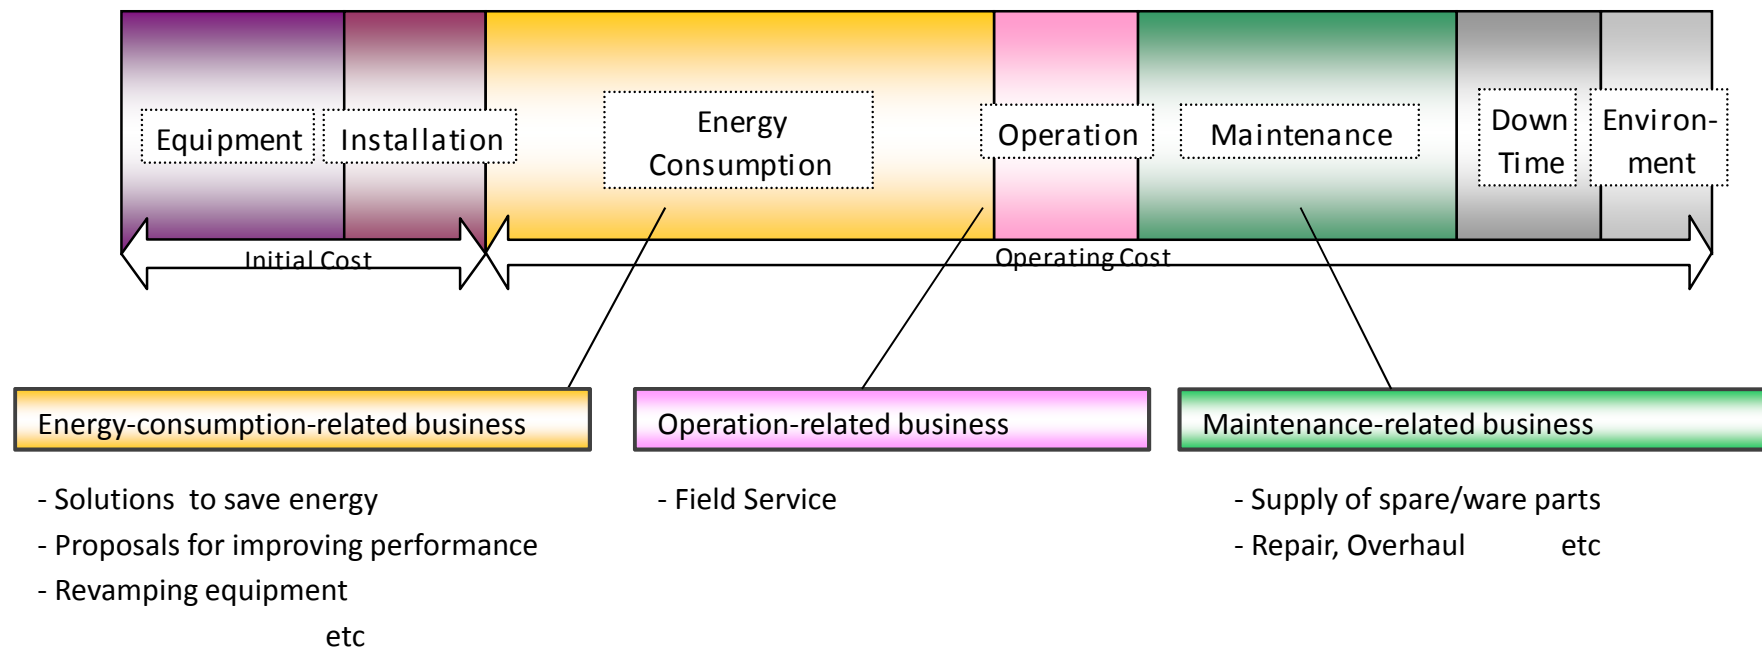 Equipment
Installation
Energy
Consumption
Operation
Maintenance
Down
Time
Environ-
ment
Initial Cost
Operating Cost
Energy-consumption-related business
- Solutions to save energy
- Proposals for improving performance
- Revamping equipment
etc
Operation-related business
- Field Service
Maintenance-related business
- Supply of spare/ware parts
- Repair, Overhaul etc